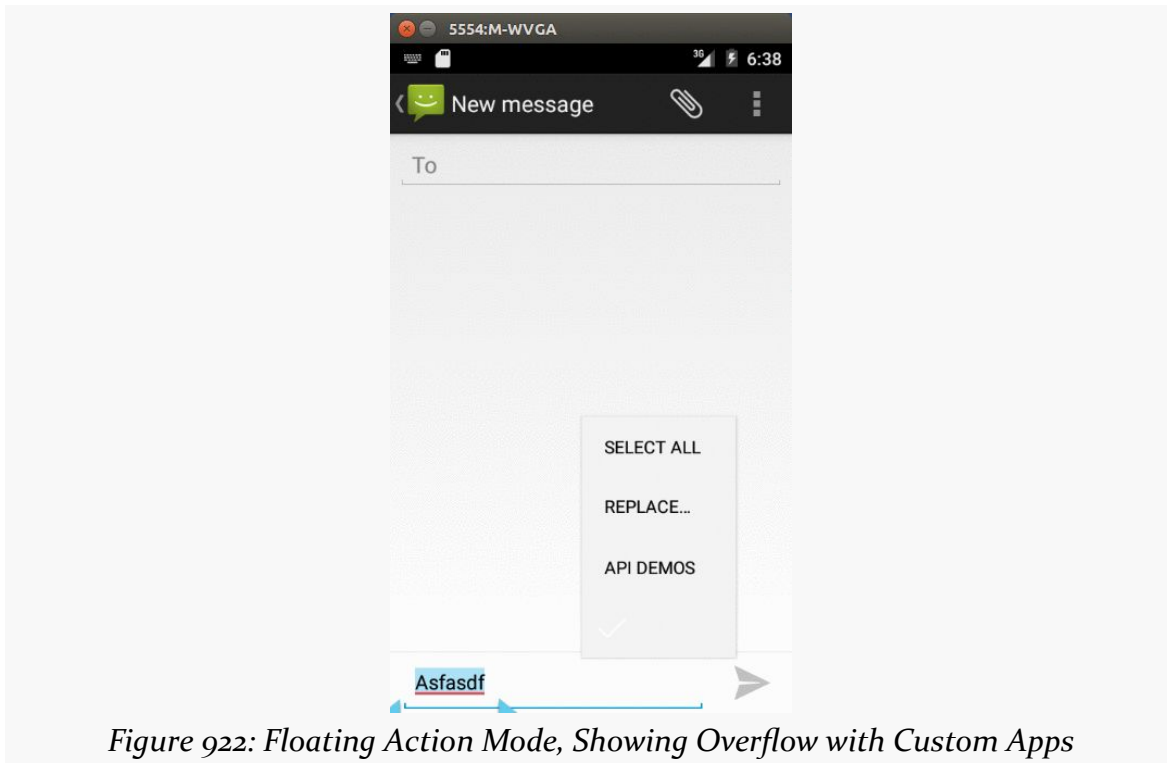 5554:M-WVGA
3G 6:38
New message
To
SELECT ALL
REPLACE...
API DEMOS
Asfasdf
Figure 922: Floating Action Mode, Showing Overflow with Custom Apps